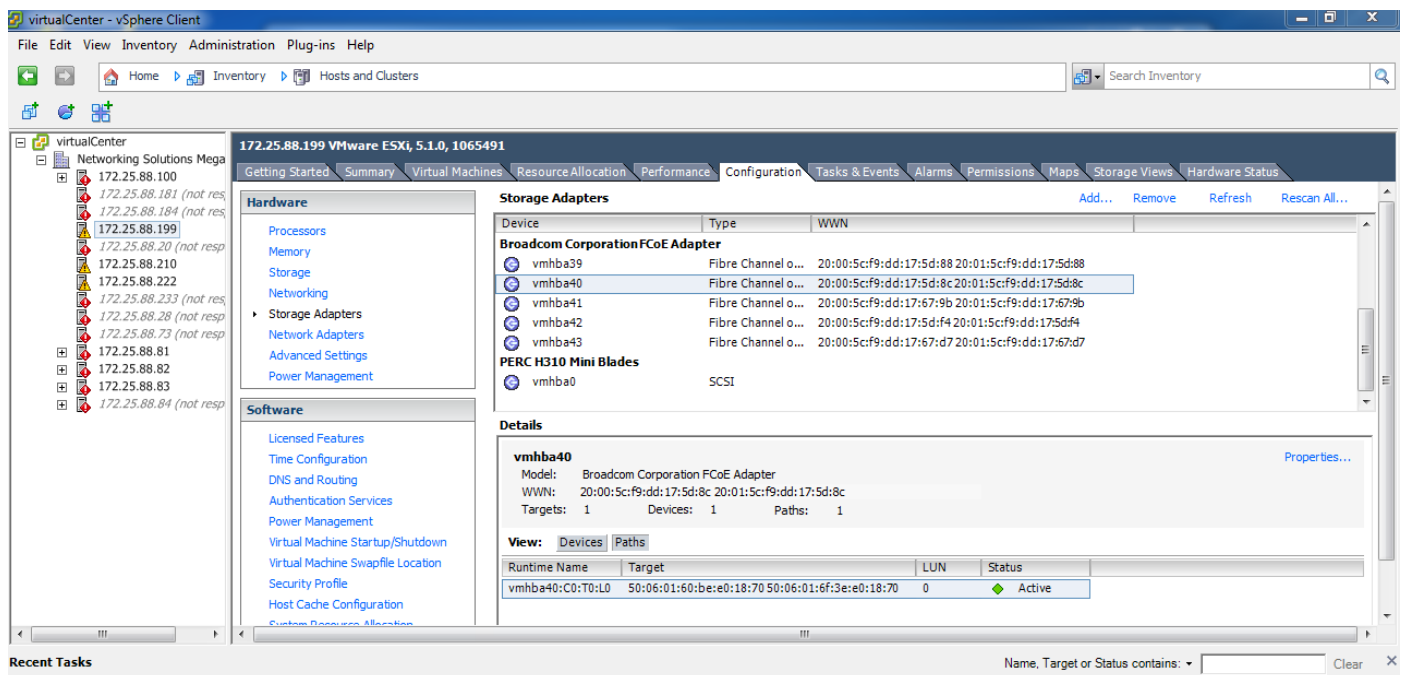 virtualCenter - vSphere Client
File Edit View Inventory Administration Plug-ins Help
Home Inventory Hosts and Clusters
Search Inventory
virtualCenter
Networking Solutions Mega
172.25.88.100
172.25.88.181 (not res
172.25.88.184 (not res
172.25.88.199
172.25.88.20 (not resp
172.25.88.210
172.25.88.222
172.25.88.233 (not res
172.25.88.28 (not resp
172.25.88.73 (not resp
172.25.88.81
172.25.88.82
172.25.88.83
172.25.88.84 (not resp
172.25.88.199 VMware ESXi, 5.1.0, 1065491
Getting Started Summary Virtual Machines Resource Allocation Performance Configuration Tasks & Events Alarms Permissions Maps Storage Views Hardware Status
Hardware
Processors
Memory
Storage
Networking
Storage Adapters
Network Adapters
Advanced Settings
Power Management
Software
Licensed Features
Time Configuration
DNS and Routing
Authentication Services
Power Management
Virtual Machine Startup/Shutdown
Virtual Machine Swapfile Location
Security Profile
Host Cache Configuration
System Resource Allocation
Storage Adapters
Add... Remove Refresh Rescan All...
Device Type WWN
Broadcom Corporation FCoE Adapter
vmhba39 Fibre Channel o... 20:00:5c:f9:dd:17:5d:88 20:01:5c:f9:dd:17:5d:88
vmhba40 Fibre Channel o... 20:00:5c:f9:dd:17:5d:8c 20:01:5c:f9:dd:17:5d:8c
vmhba41 Fibre Channel o... 20:00:5c:f9:dd:17:67:9b 20:01:5c:f9:dd:17:67:9b
vmhba42 Fibre Channel o... 20:00:5c:f9:dd:17:5d:f4 20:01:5c:f9:dd:17:5d:f4
vmhba43 Fibre Channel o... 20:00:5c:f9:dd:17:67:d7 20:01:5c:f9:dd:17:67:d7
PERC H310 Mini Blades
vmhba0 SCSI
Details
vmhba40
Properties...
Model: Broadcom Corporation FCoE Adapter
WWN: 20:00:5c:f9:dd:17:5d:8c 20:01:5c:f9:dd:17:5d:8c
Targets: 1 Devices: 1 Paths: 1
View: Devices Paths
Runtime Name Target LUN Status
vmhba40:C0:T0:L0 50:06:01:60:be:e0:18:70 50:06:01:6f:3e:e0:18:70 0 Active
Recent Tasks
Name, Target or Status contains:
Clear